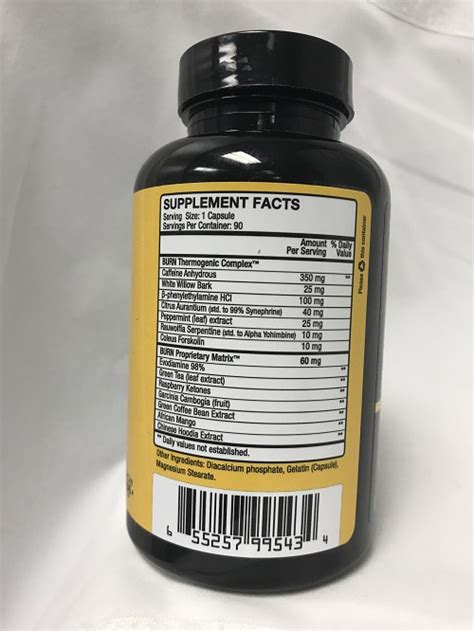 SUPPLEMENT FACTS
Serving Size: 1 Capsule
Servings Per Container: 90
Amount Per Serving % Daily Value
BURN Thermogenic Complex™
Caffeine Anhydrous 350 mg **
White Willow Bark 25 mg
β-phenylethylamine HCl 100 mg
Citrus Aurantium (std. to 99% Synephrine) 40 mg
Peppermint (leaf) extract 25 mg
Rauwolfia Serpentine (std. to Alpha Yohimbine) 10 mg
Coleus Forskolin 10 mg
BURN Proprietary Matrix™ 60 mg
Evodiamine 98% **
Green Tea (leaf extract) **
Raspberry Ketones **
Garcinia Cambogia (fruit) **
Green Coffee Bean Extract **
African Mango **
Chinese Hoodia Extract **
** Daily values not established.
Other Ingredients: Diacalcium phosphate, Gelatin (Capsule),
Magnesium Stearate.
6 55257 99543 4
Please this container